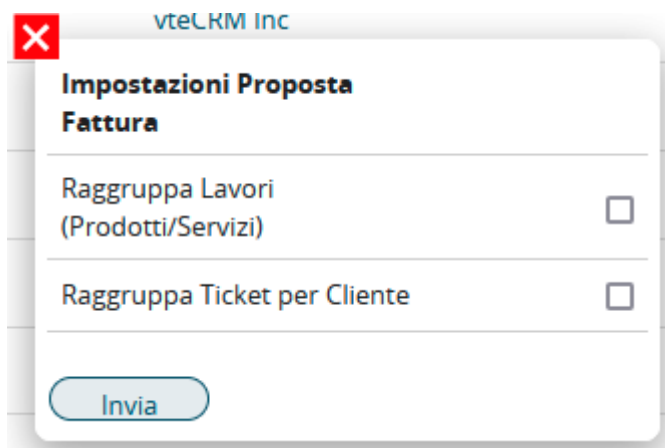 vteCRM Inc
Impostazioni Proposta
Fattura
Raggruppa Lavori
(Prodotti/Servizi)
Raggruppa Ticket per Cliente
Invia